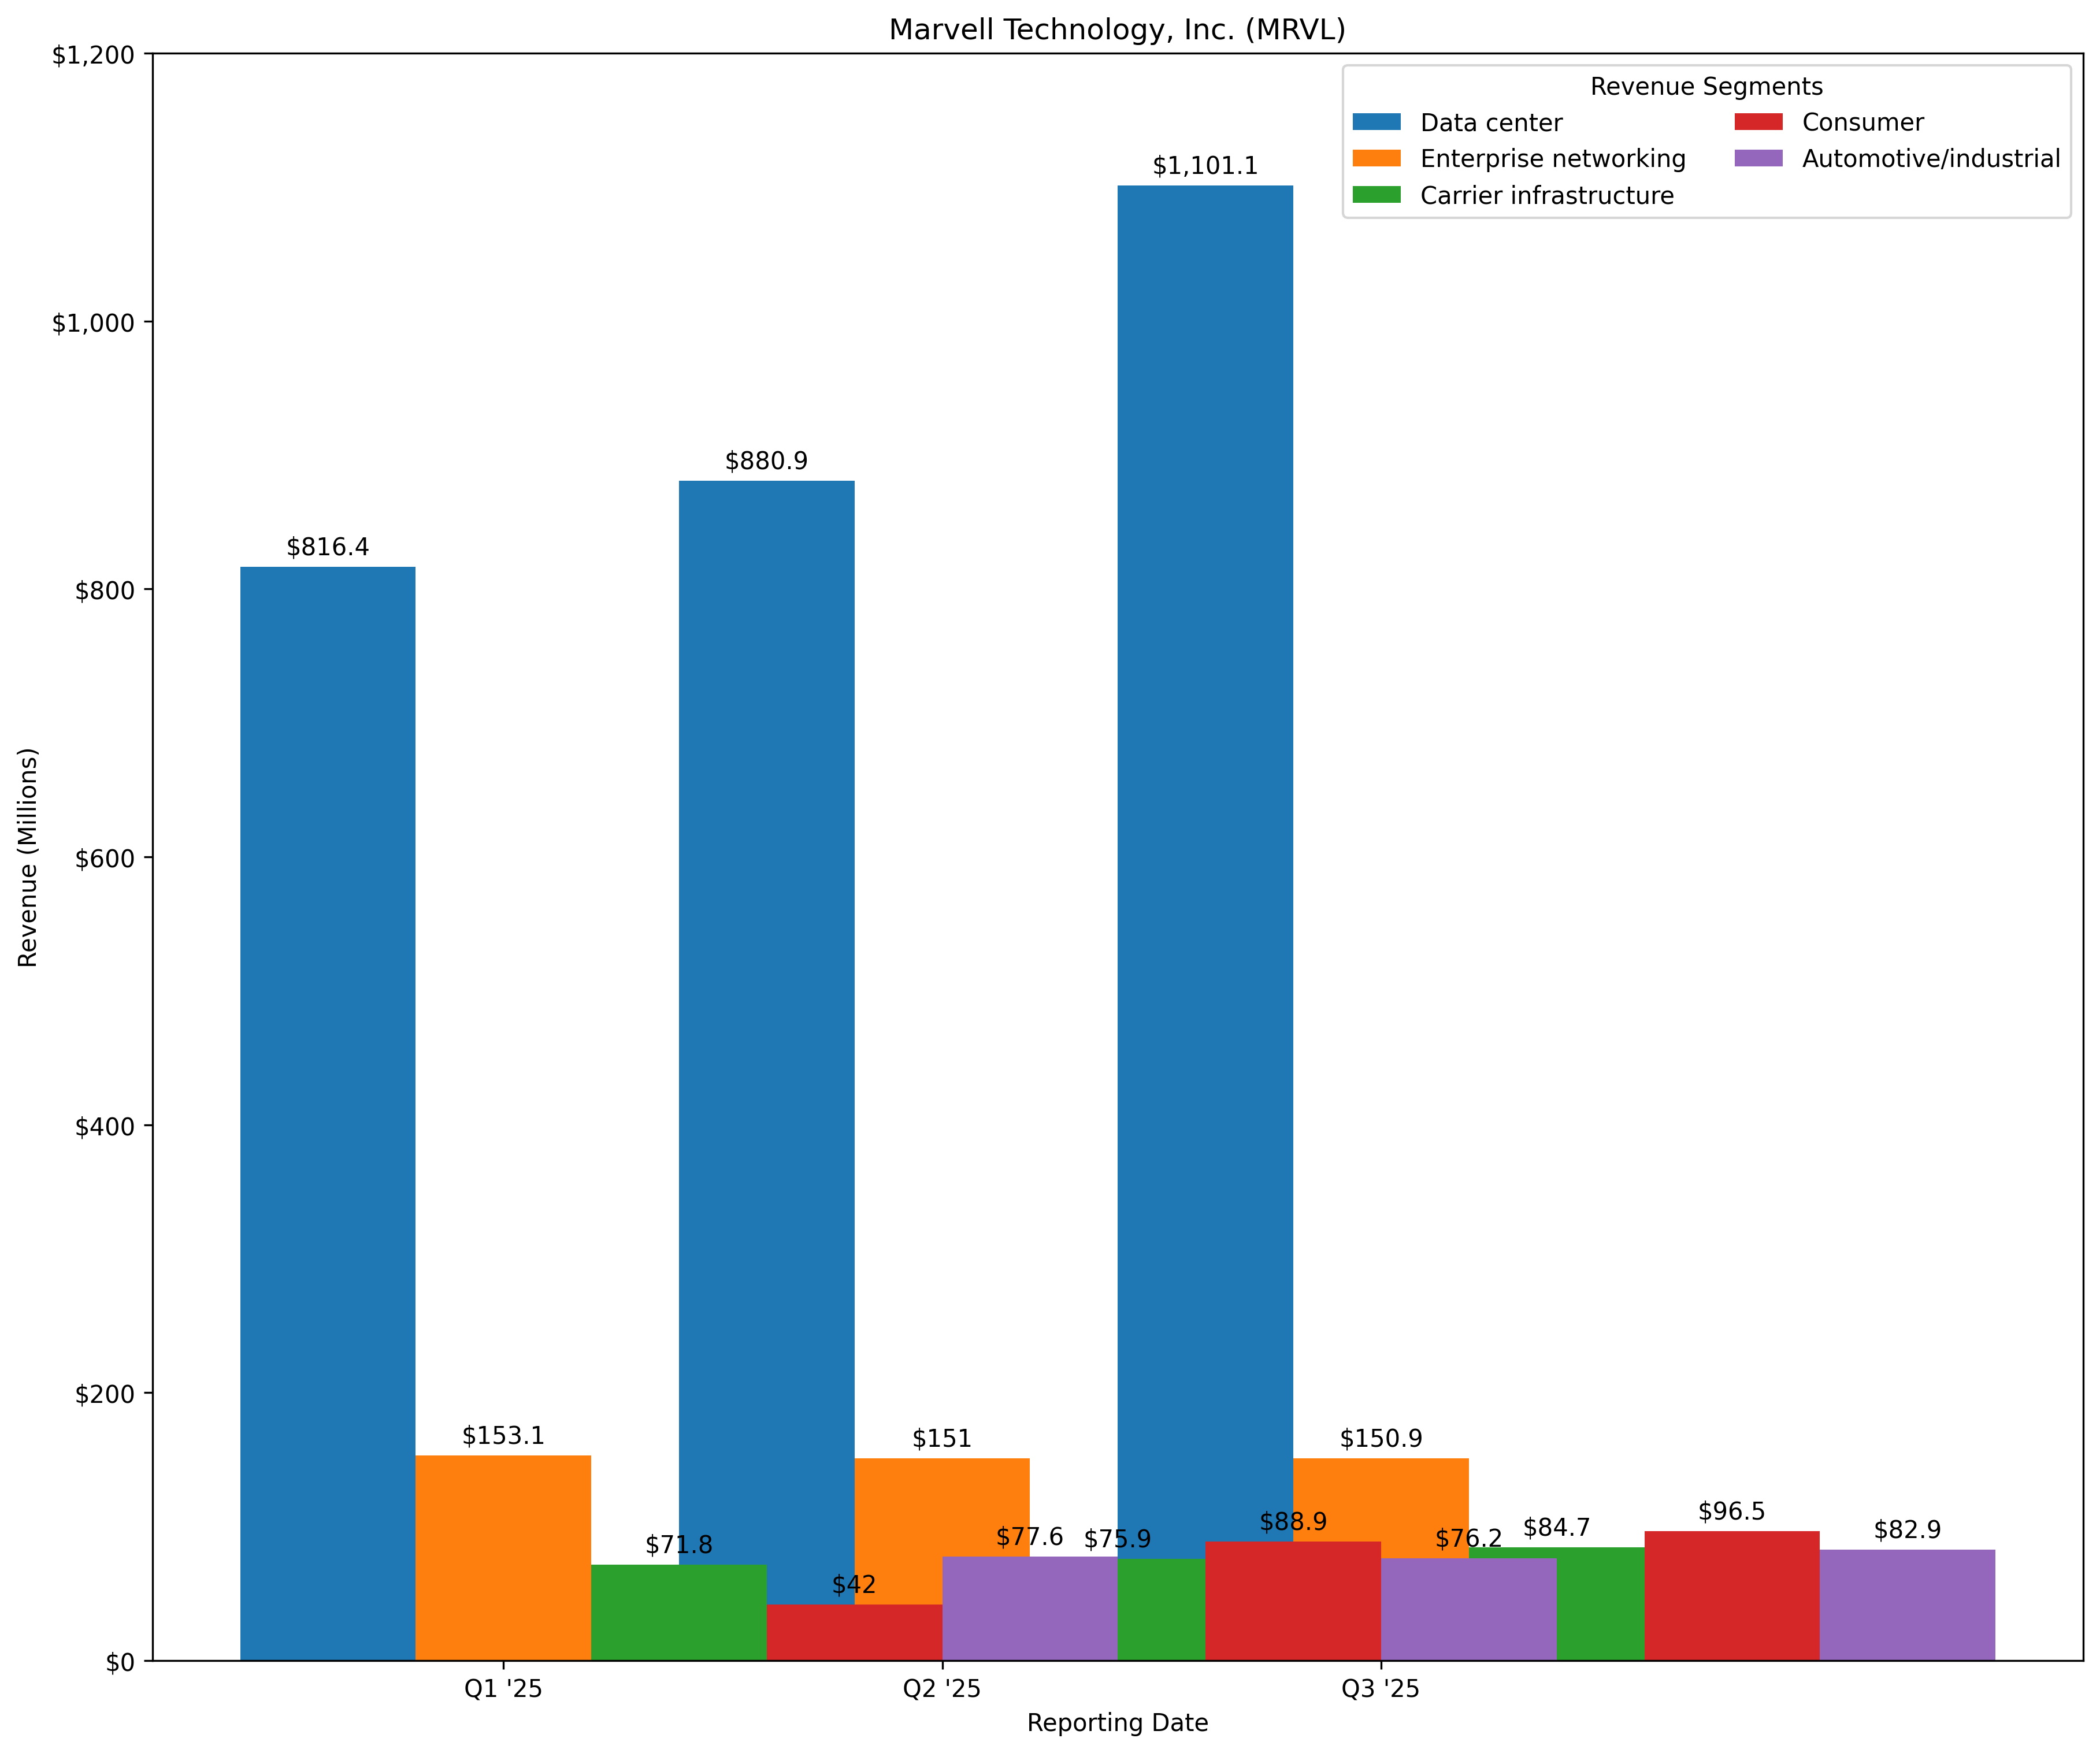 Marvell Technology, Inc. (MRVL)
$1,200
$1,000
$800
$600
$400
$200
$0
Revenue (Millions)
Revenue Segments
Data center
Enterprise networking
Carrier infrastructure
Consumer
Automotive/industrial
$816.4
$880.9
$1,101.1
$153.1
$151
$150.9
$71.8
$75.9
$84.7
$42
$88.9
$96.5
$77.6
$76.2
$82.9
Q1 '25
Q2 '25
Q3 '25
Reporting Date